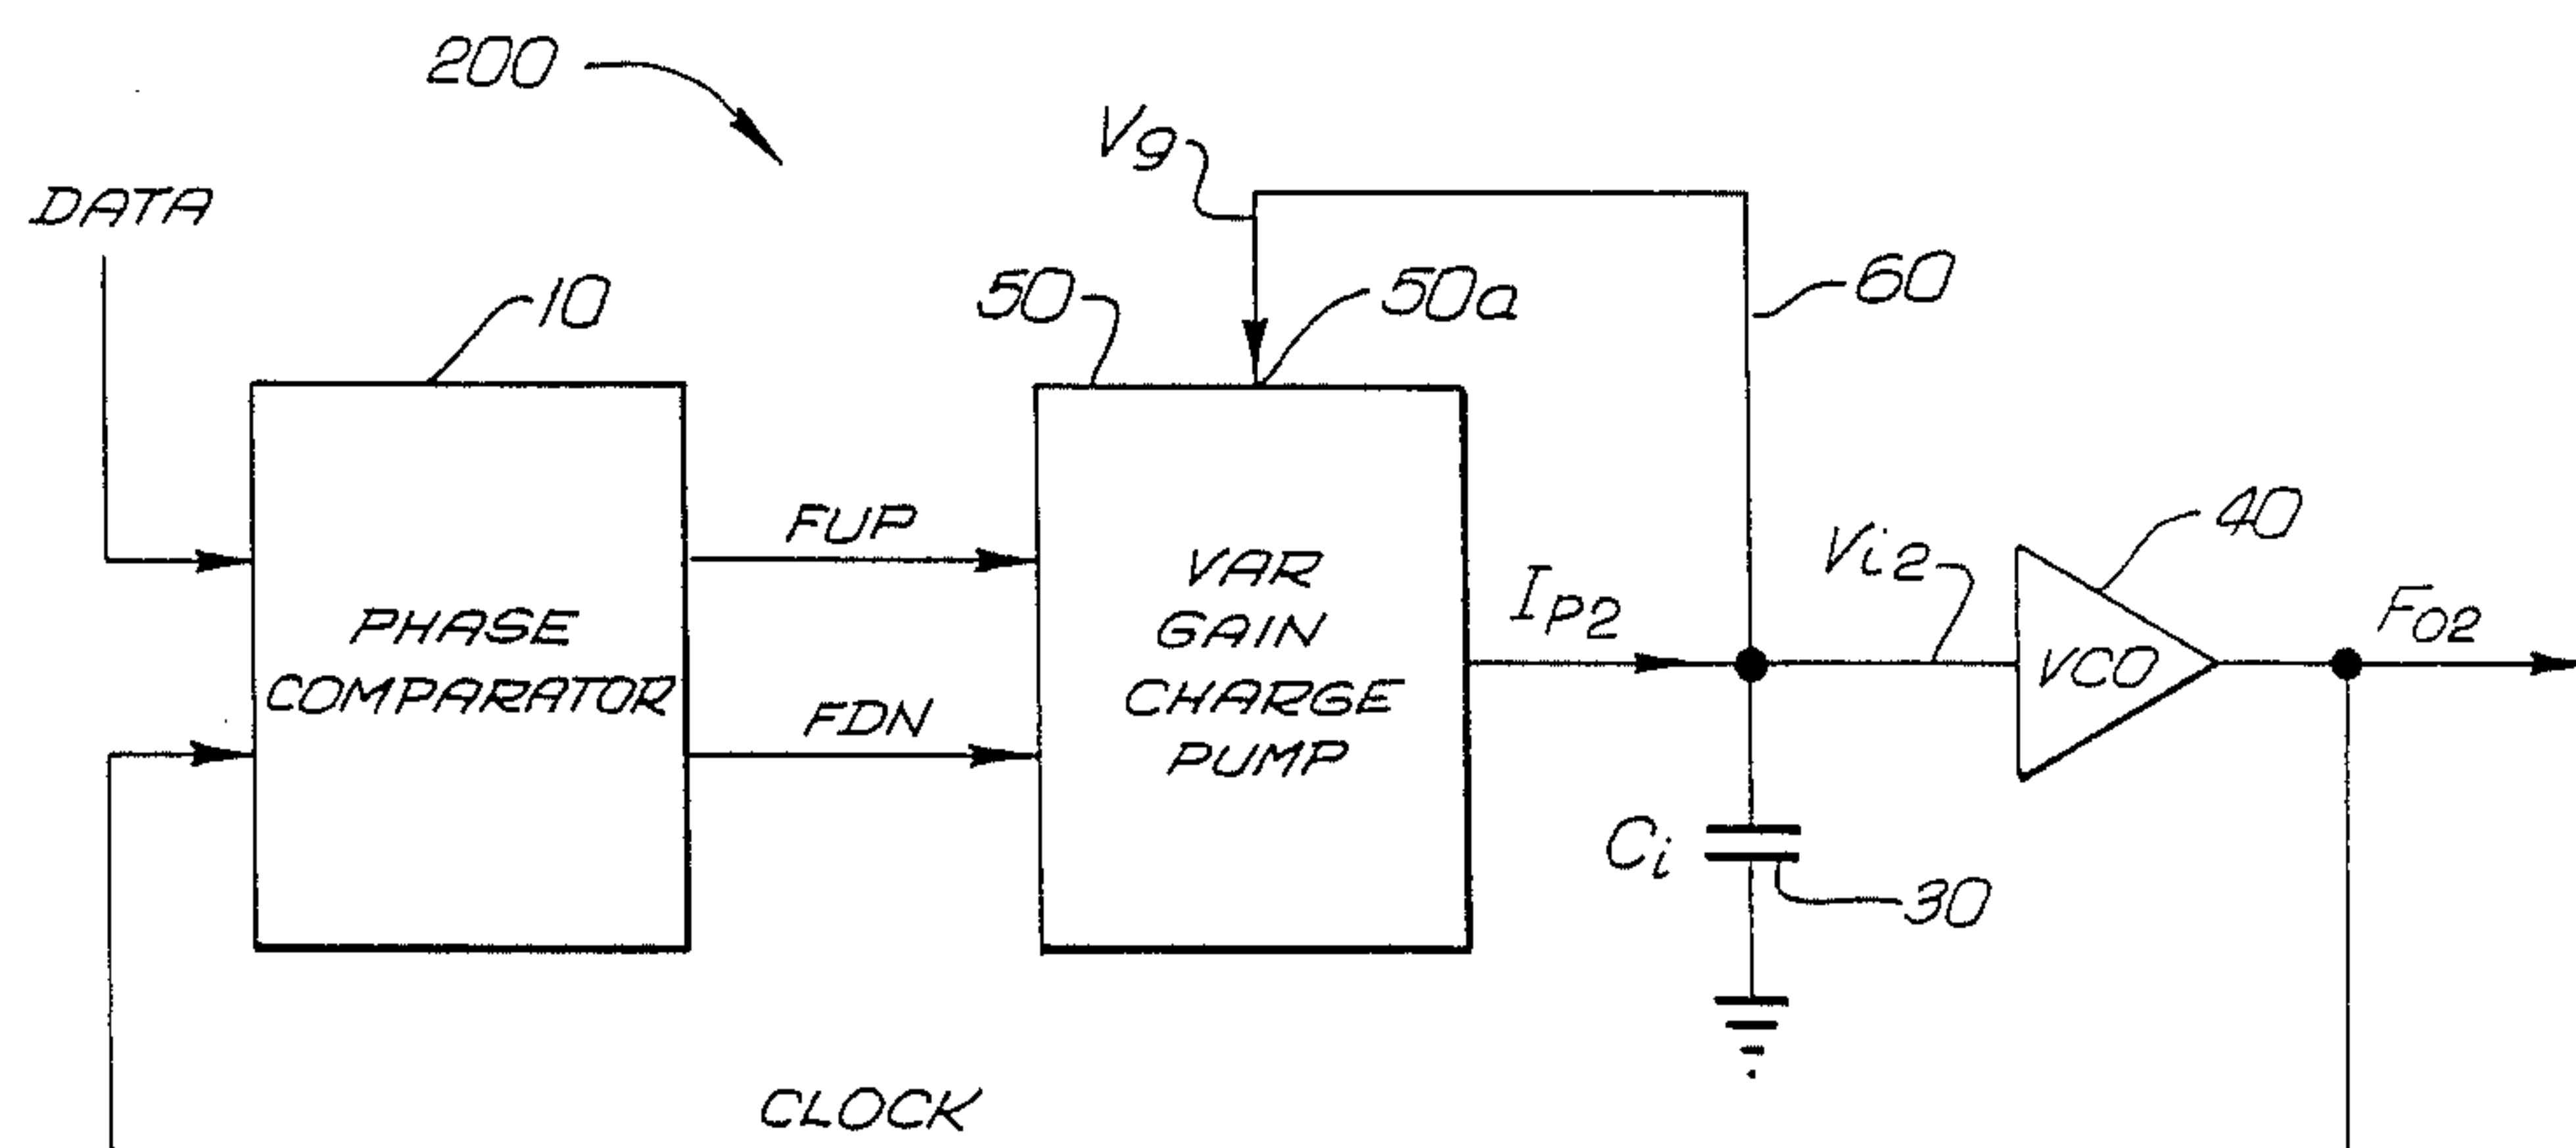 200
Vg
DATA
10
50
50a
60
FUP
FDN
PHASE
COMPARATOR
VAR
GAIN
CHARGE
PUMP
IP2
Vi2
40
VCO
FO2
Ci
30
CLOCK